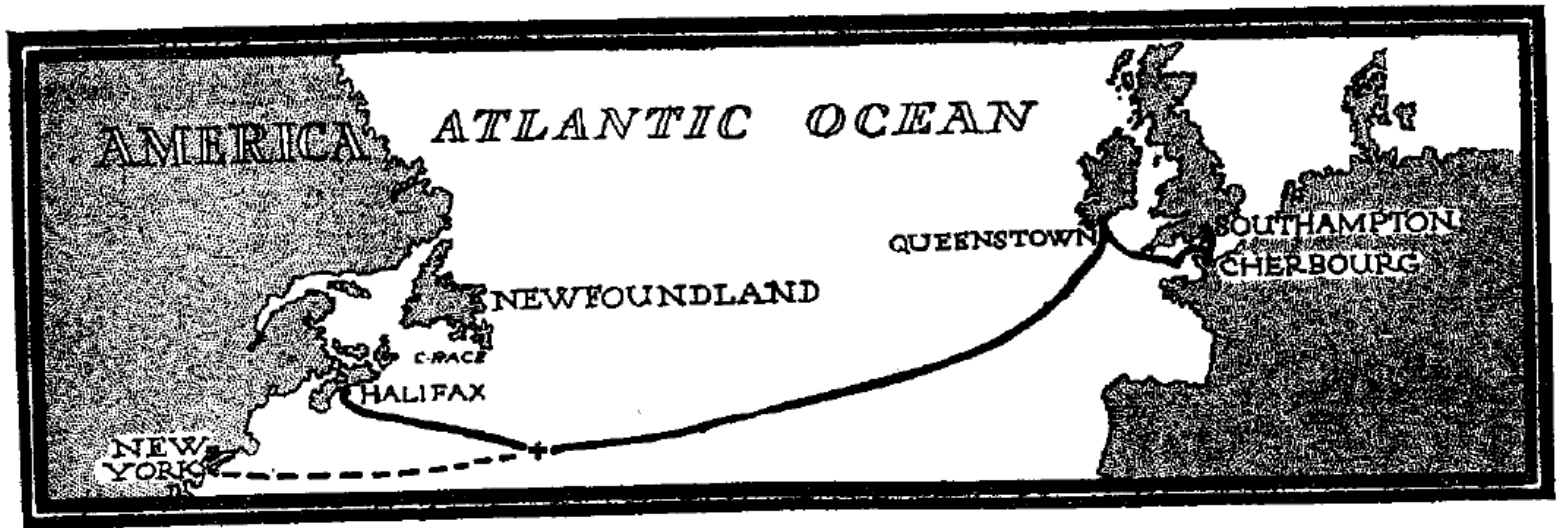 AMERICA
ATLANTIC OCEAN
QUEENSTOWN
SOUTHAMPTON
CHERBOURG
NEWFOUNDLAND
C-RACE
HALIFAX
NEW
YORK